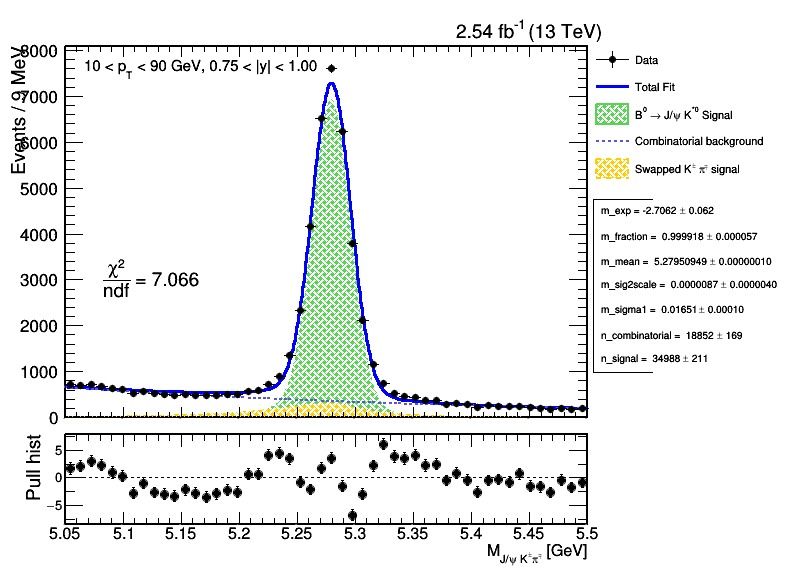 2.54 fb⁻¹ (13 TeV)
Events / 9 MeV
8000
7000
6000
5000
4000
3000
2000
1000
0
10 < p_T < 90 GeV, 0.75 < |y| < 1.00
χ²/ndf = 7.066
Data
Total Fit
B⁰ → J/ψ K*⁰ Signal
Combinatorial background
Swapped K± π∓ signal
m_exp = -2.7062 ± 0.062
m_fraction = 0.999918 ± 0.000057
m_mean = 5.27950949 ± 0.00000010
m_sig2scale = 0.0000087 ± 0.0000040
m_sigma1 = 0.01651 ± 0.00010
n_combinatorial = 18852 ± 169
n_signal = 34988 ± 211
Pull hist
5
0
−5
5.05 5.1 5.15 5.2 5.25 5.3 5.35 5.4 5.45 5.5
M_J/ψ K±π∓ [GeV]